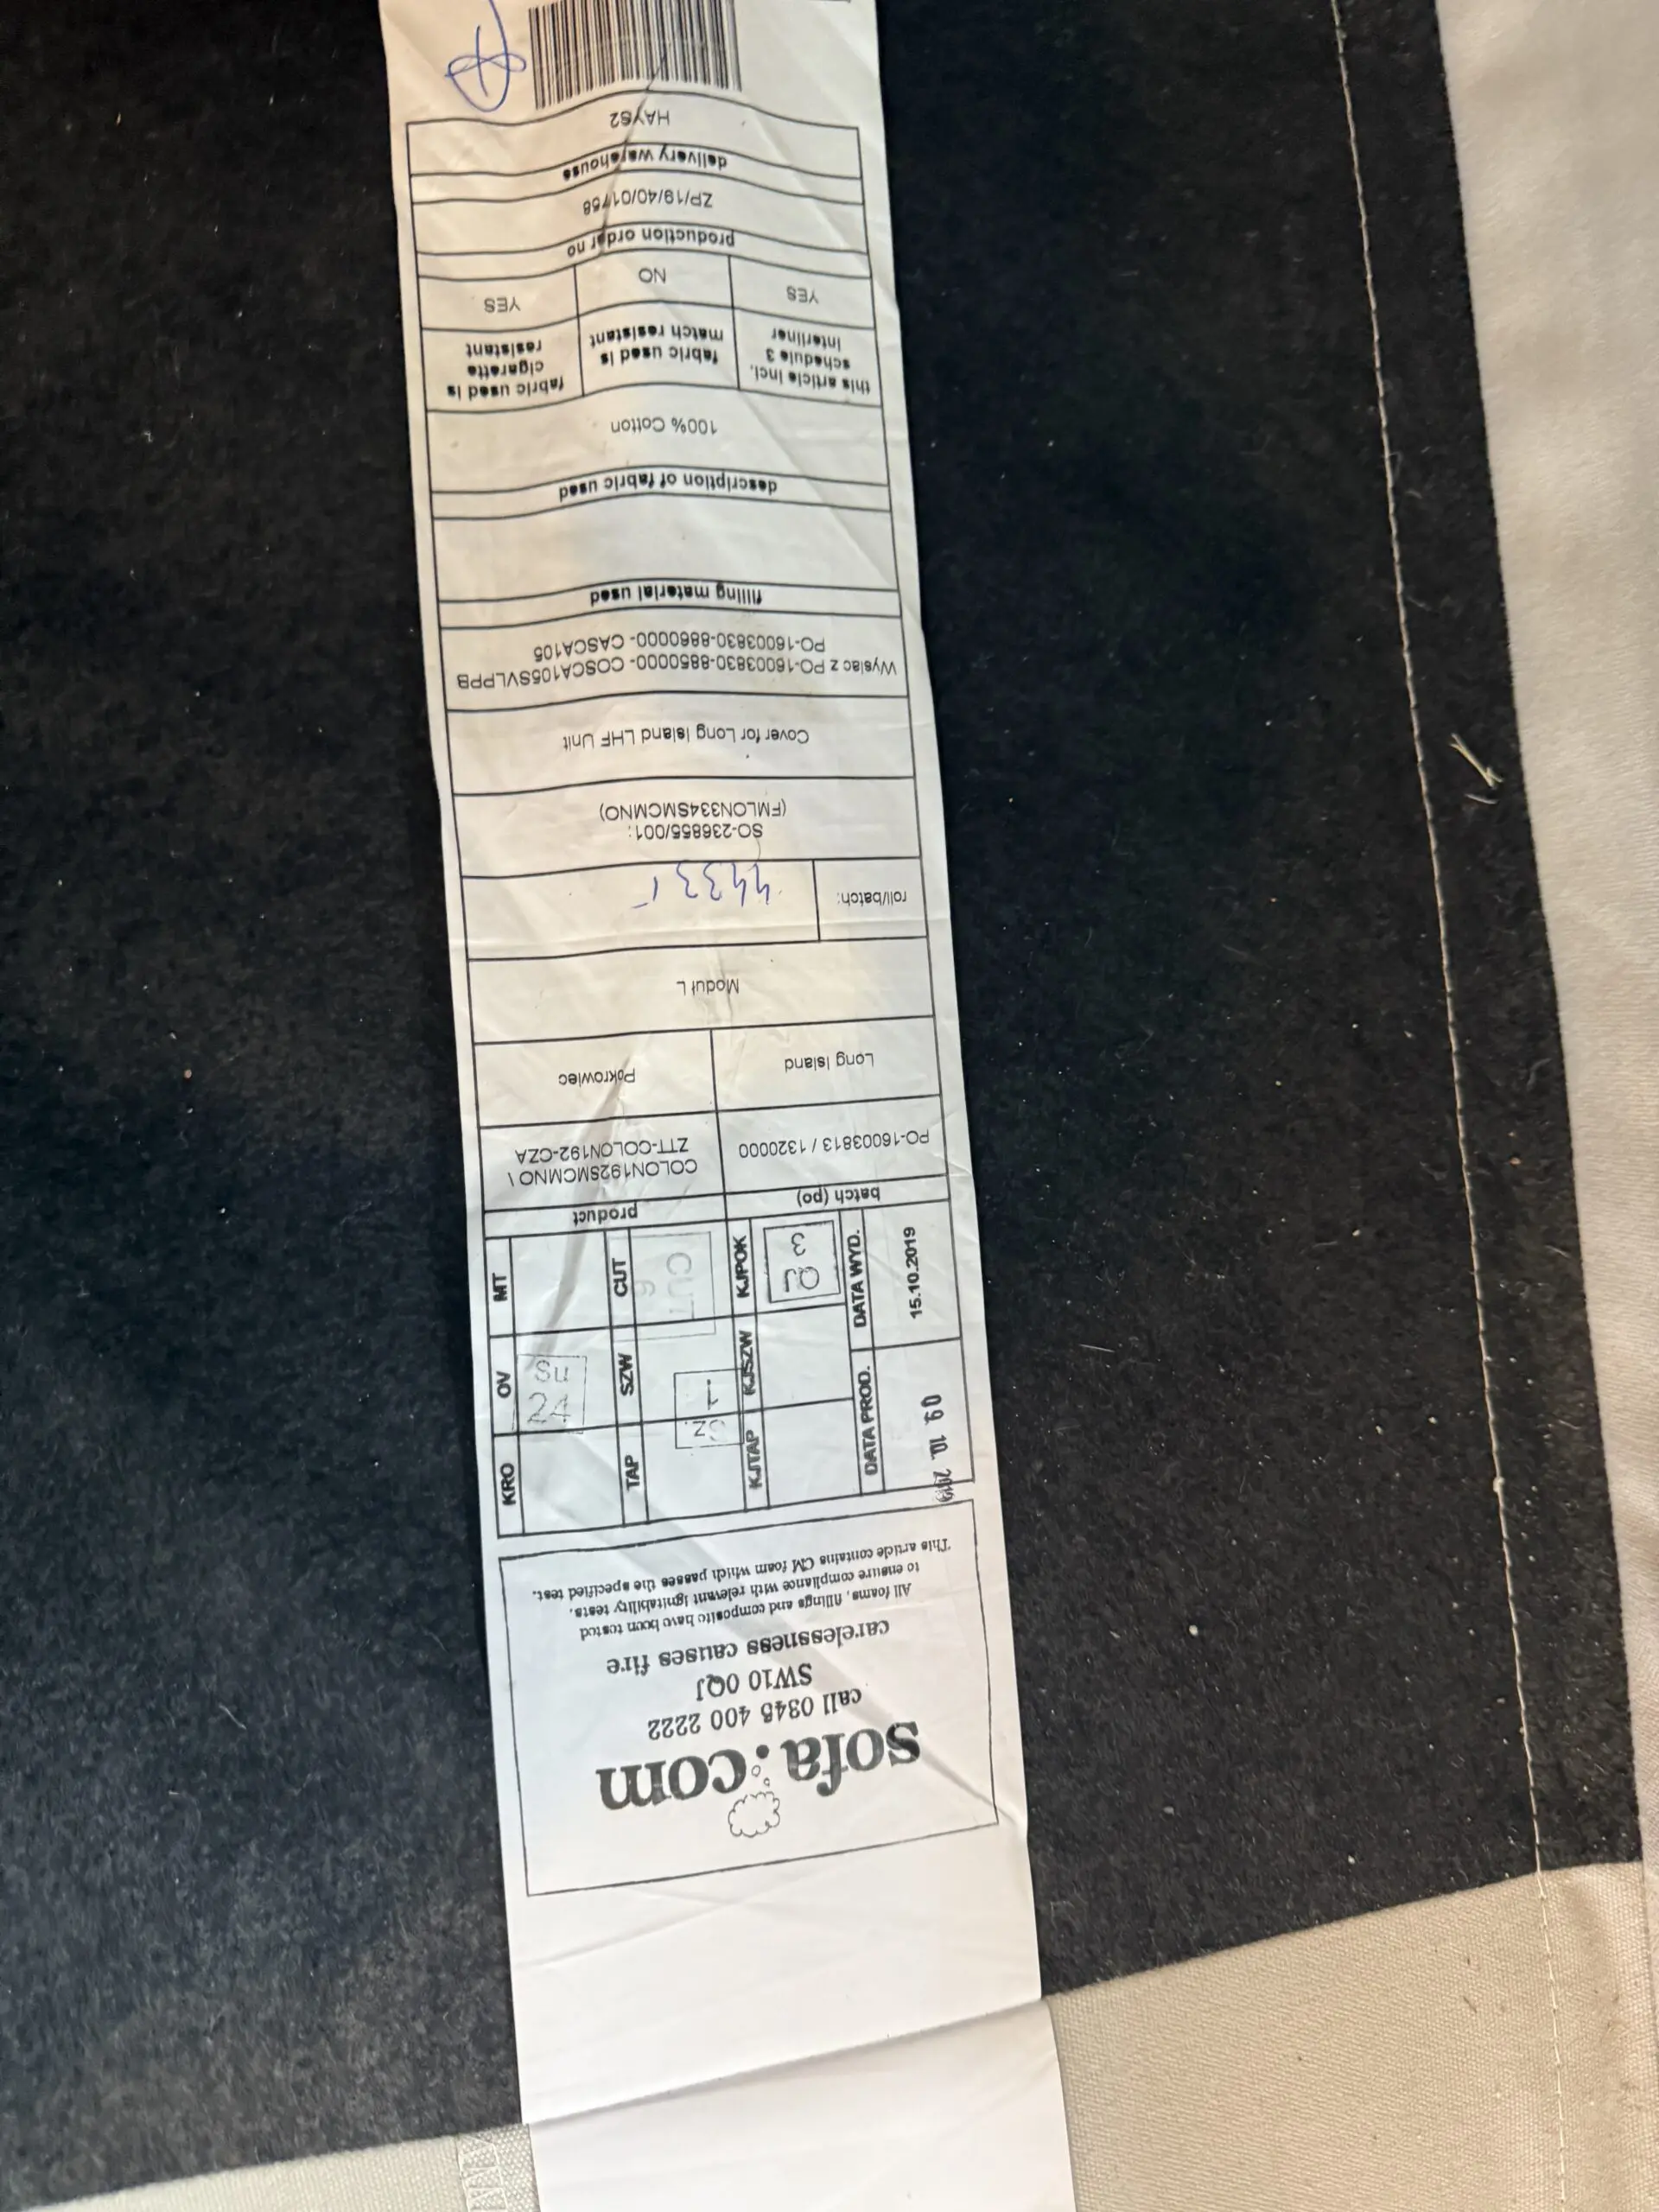 sofa.com
call 0345 400 2222
SW10 0QJ
carelessness causes fire
All foams, fillings and composite have been tested
to ensure compliance with relevant ignitability tests.
This article contains CM foam which passes the specified test.
KRO OV MT
Su
24
TAP SZW CUT
Sz.
1
CUT
6
KJTAP KJSZW KJPOK
QJ
3
DATA PROD. DATA WYD.
09. 10. 2019
15.10.2019
batch (po) product
PO-16003813 / 1320000
COLON192SMCMNO \
ZTT-COLON192-CZA
Long Island
Pokrowiec
Moduł L
roll/batch:
SO-236855/001:
(FMLON334SMCMNO)
Cover for Long Island LHF Unit
Wyslac z PO-16003830-8850000- COSCA105SVLPPB
PO-16003830-8860000- CASCA105
filling material used
description of fabric used
100% Cotton
this article incl.
schedule 3
interliner
fabric used is
match resistant
fabric used is
cigarette
resistant
YES NO YES
production order no
ZP/19/40/01758
delivery warehouse
HAYS2